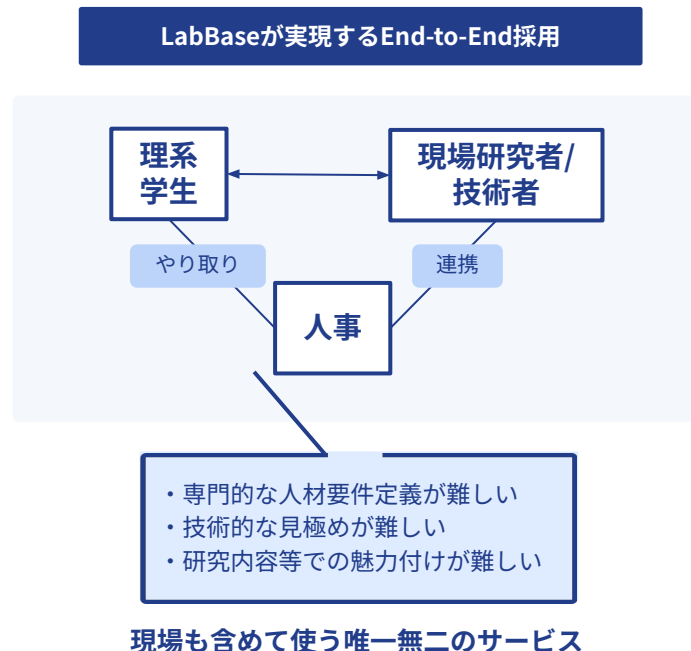 LabBaseが実現するEnd-to-End採用
理系
学生
現場研究者/
技術者
やり取り
連携
人事
・専門的な人材要件定義が難しい
・技術的な見極めが難しい
・研究内容等での魅力付けが難しい
現場も含めて使う唯一無二のサービス